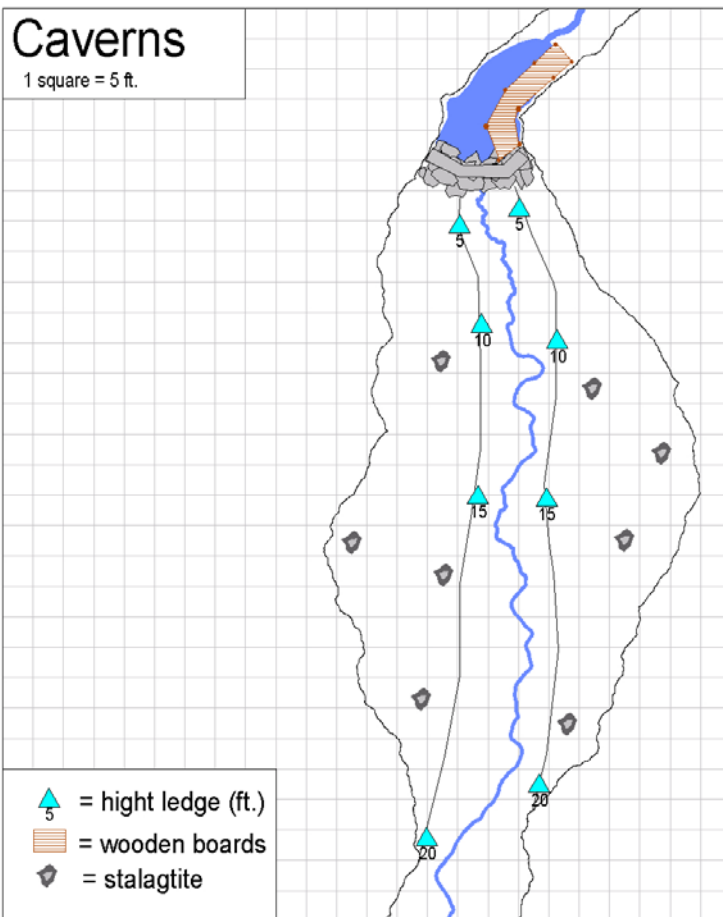 Caverns
1 square = 5 ft.
5
5
10
10
15
15
20
20
5
= hight ledge (ft.)
= wooden boards
= stalagtite